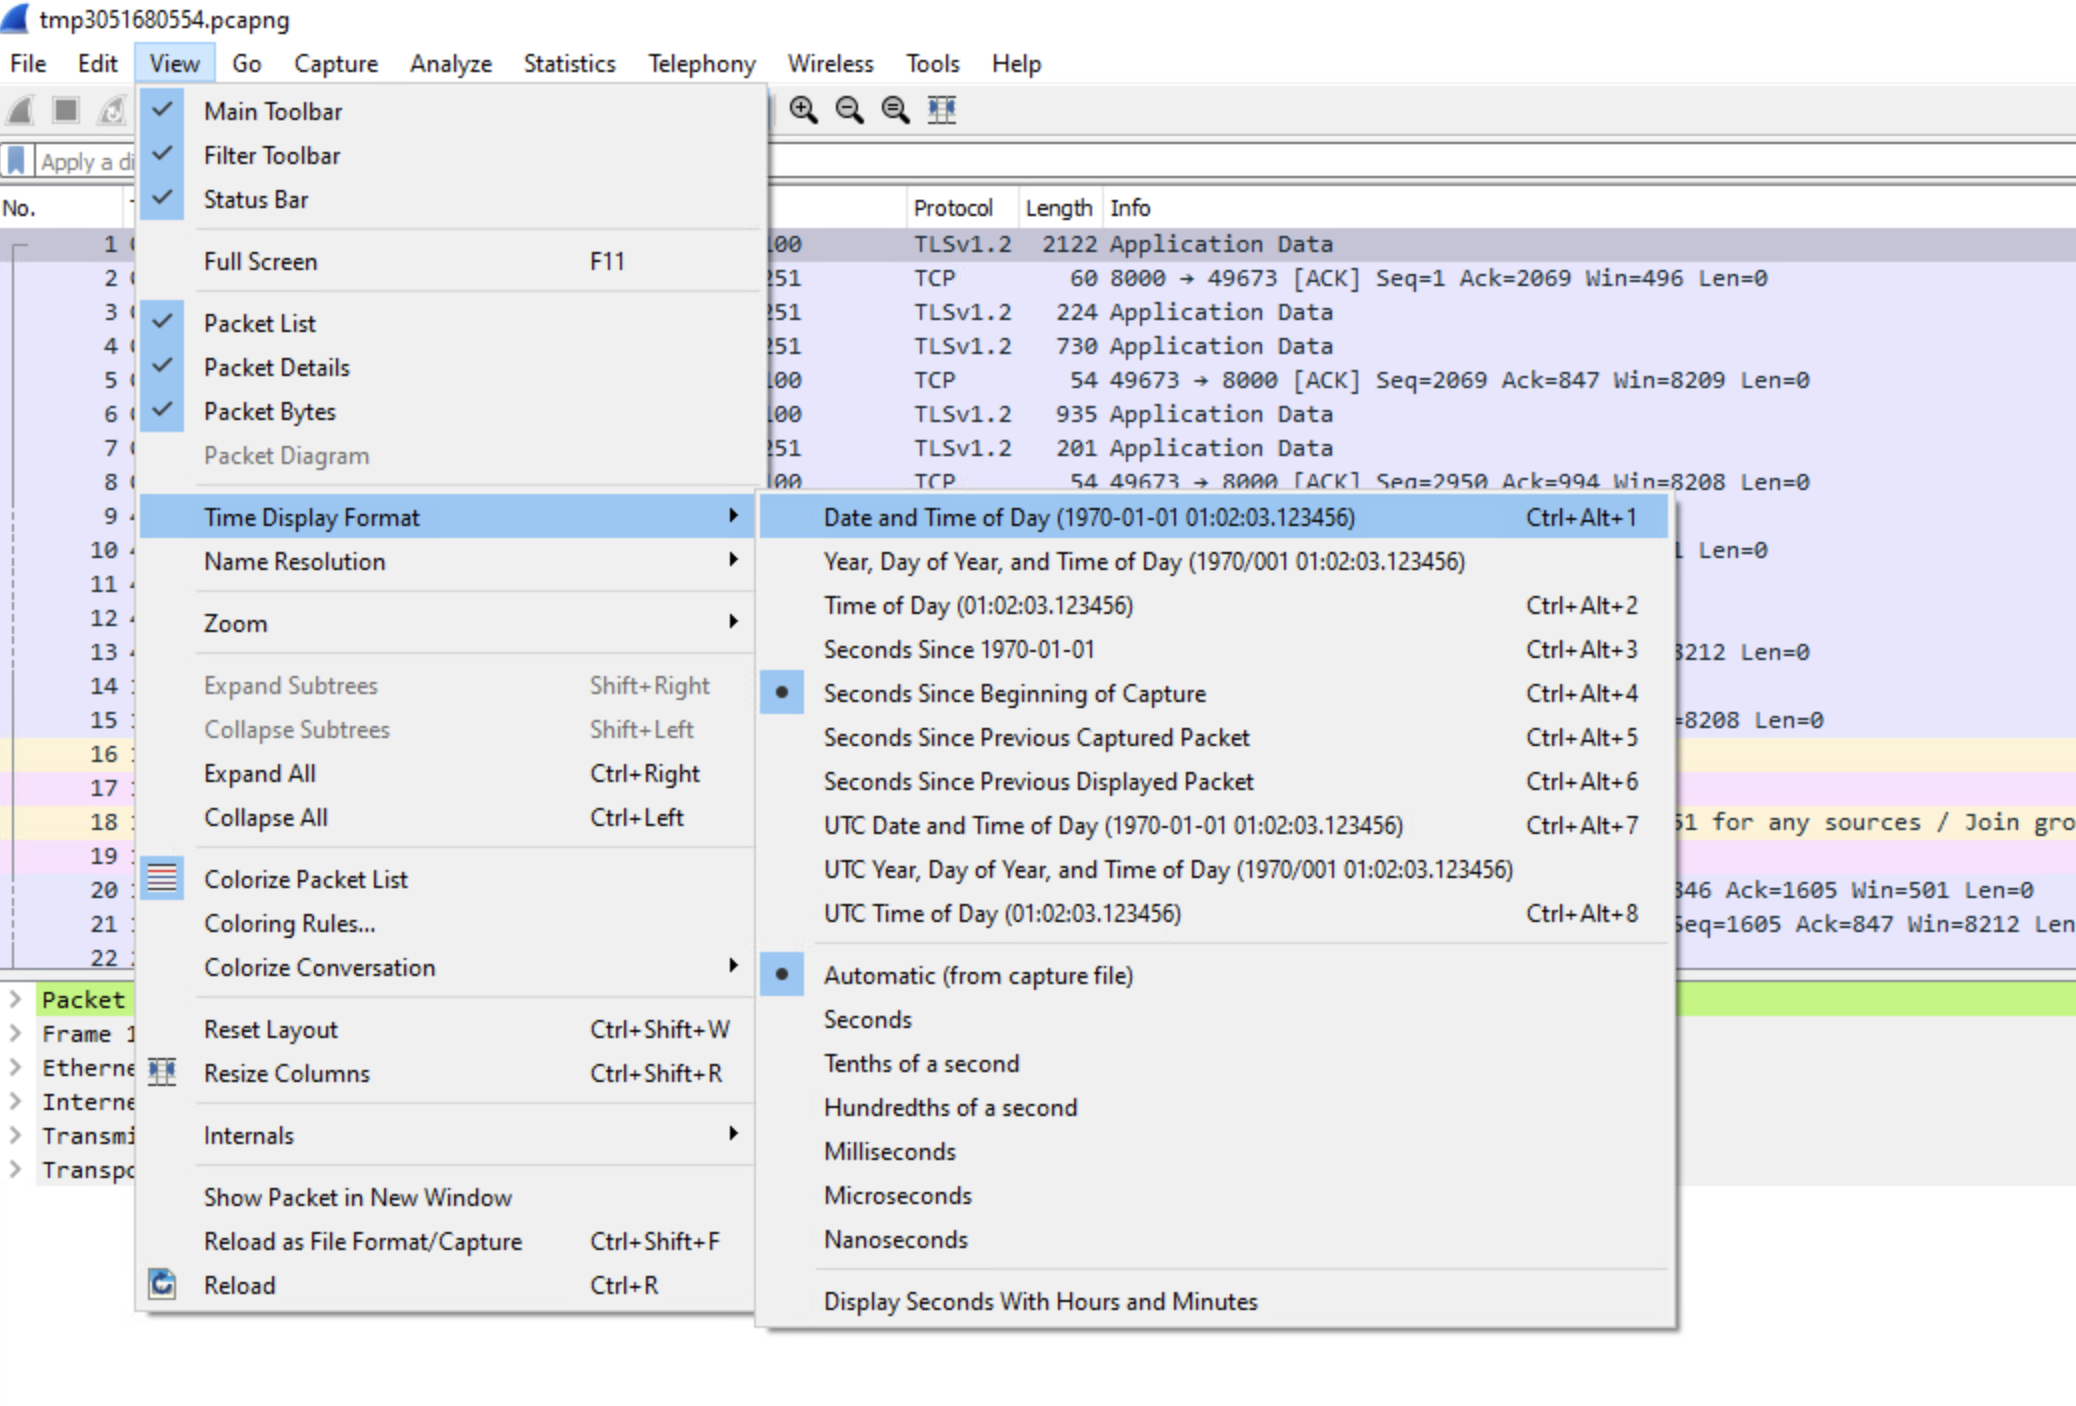 tmp3051680554.pcapng
File Edit View Go Capture Analyze Statistics Telephony Wireless Tools Help
Apply a di
No. Protocol Length Info
1 100 TLSv1.2 2122 Application Data
2 251 TCP 60 8000 → 49673 [ACK] Seq=1 Ack=2069 Win=496 Len=0
3 251 TLSv1.2 224 Application Data
4 251 TLSv1.2 730 Application Data
5 100 TCP 54 49673 → 8000 [ACK] Seq=2069 Ack=847 Win=8209 Len=0
6 100 TLSv1.2 935 Application Data
7 251 TLSv1.2 201 Application Data
8 100 TCP 54 49673 → 8000 [ACK] Seq=2950 Ack=994 Win=8208 Len=0
9
10 1 Len=0
11
12
13 8212 Len=0
14
15 =8208 Len=0
16
17
18 51 for any sources / Join gro
19
20 346 Ack=1605 Win=501 Len=0
21 Seq=1605 Ack=847 Win=8212 Len
22
Packet
Frame 1
Etherne
Interne
Transmi
Transpo
Main Toolbar
Filter Toolbar
Status Bar
Full Screen F11
Packet List
Packet Details
Packet Bytes
Packet Diagram
Time Display Format
Name Resolution
Zoom
Expand Subtrees Shift+Right
Collapse Subtrees Shift+Left
Expand All Ctrl+Right
Collapse All Ctrl+Left
Colorize Packet List
Coloring Rules...
Colorize Conversation
Reset Layout Ctrl+Shift+W
Resize Columns Ctrl+Shift+R
Internals
Show Packet in New Window
Reload as File Format/Capture Ctrl+Shift+F
Reload Ctrl+R
Date and Time of Day (1970-01-01 01:02:03.123456) Ctrl+Alt+1
Year, Day of Year, and Time of Day (1970/001 01:02:03.123456)
Time of Day (01:02:03.123456) Ctrl+Alt+2
Seconds Since 1970-01-01 Ctrl+Alt+3
Seconds Since Beginning of Capture Ctrl+Alt+4
Seconds Since Previous Captured Packet Ctrl+Alt+5
Seconds Since Previous Displayed Packet Ctrl+Alt+6
UTC Date and Time of Day (1970-01-01 01:02:03.123456) Ctrl+Alt+7
UTC Year, Day of Year, and Time of Day (1970/001 01:02:03.123456)
UTC Time of Day (01:02:03.123456) Ctrl+Alt+8
Automatic (from capture file)
Seconds
Tenths of a second
Hundredths of a second
Milliseconds
Microseconds
Nanoseconds
Display Seconds With Hours and Minutes